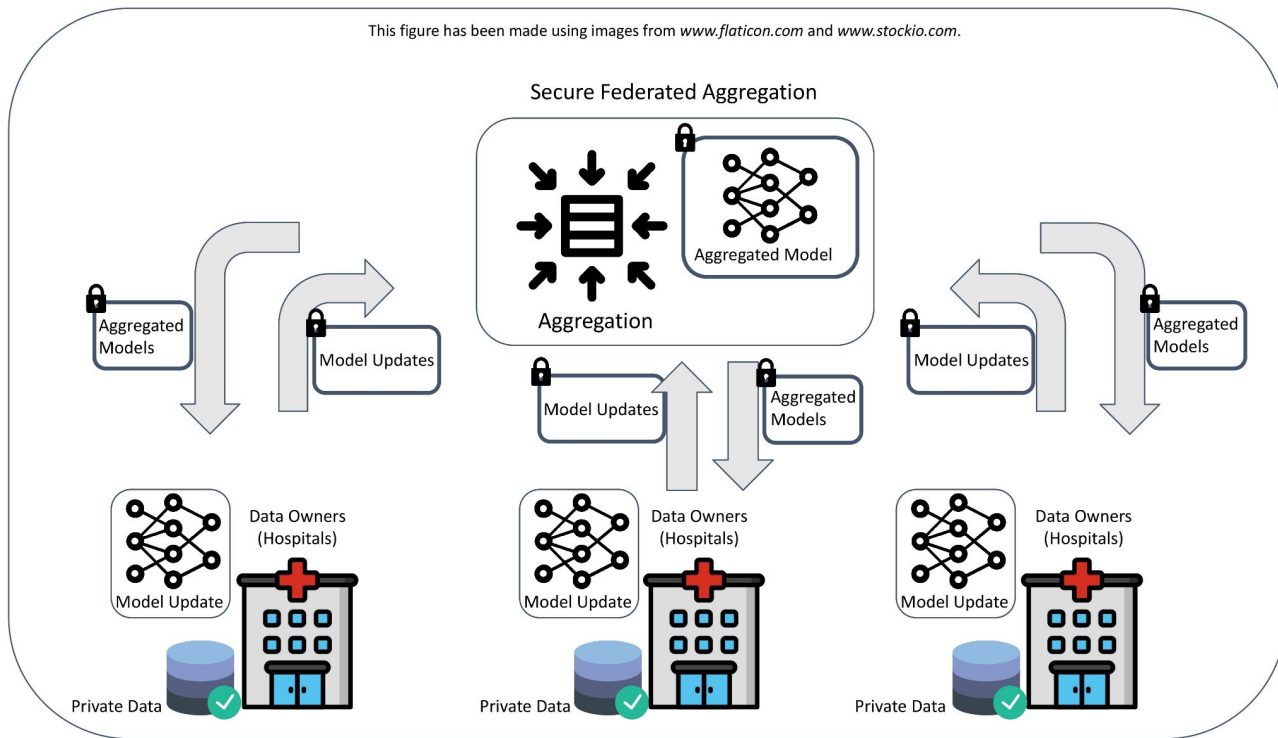 This figure has been made using images from www.flaticon.com and www.stockio.com.
Secure Federated Aggregation
Aggregated Model
Aggregation
Aggregated
Models
Model Updates
Model Updates
Aggregated
Models
Model Updates
Aggregated
Models
Data Owners
(Hospitals)
Model Update
Private Data
Data Owners
(Hospitals)
Model Update
Private Data
Data Owners
(Hospitals)
Model Update
Private Data